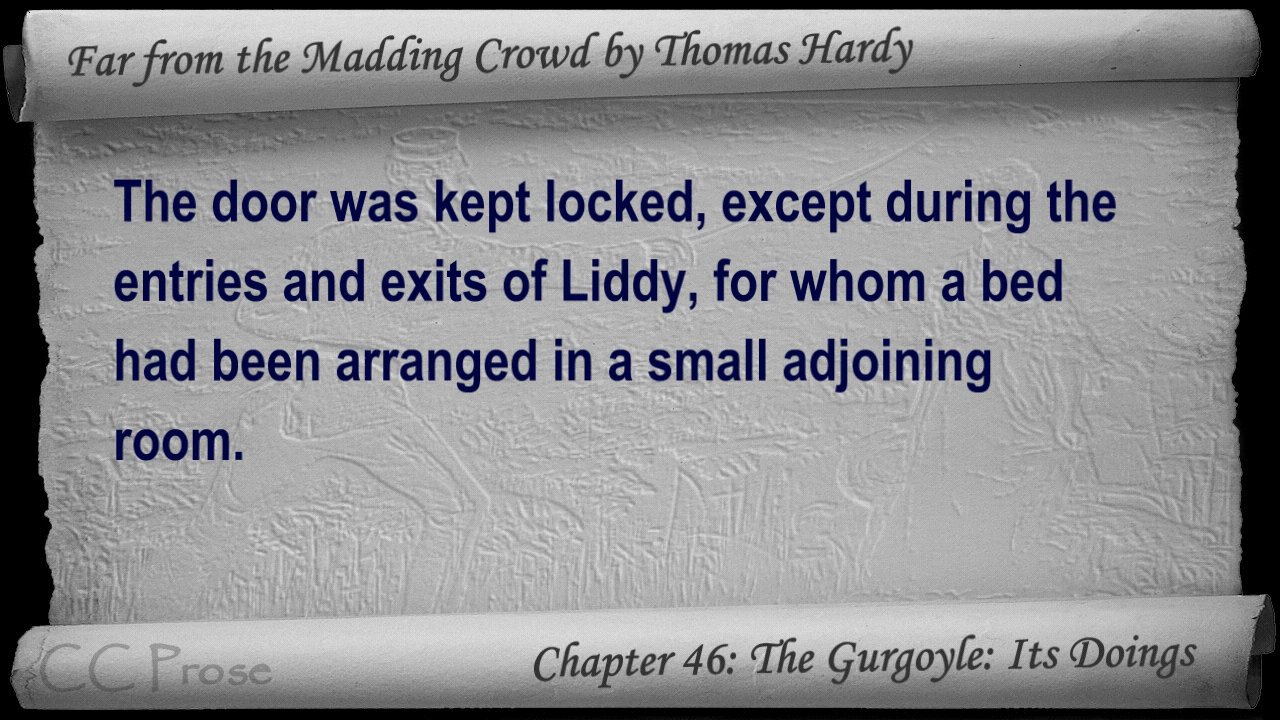 Far from the Madding Crowd by Thomas Hardy
The door was kept locked, except during the
entries and exits of Liddy, for whom a bed
had been arranged in a small adjoining
room.
CC Prose
Chapter 46: The Gurgoyle: Its Doings